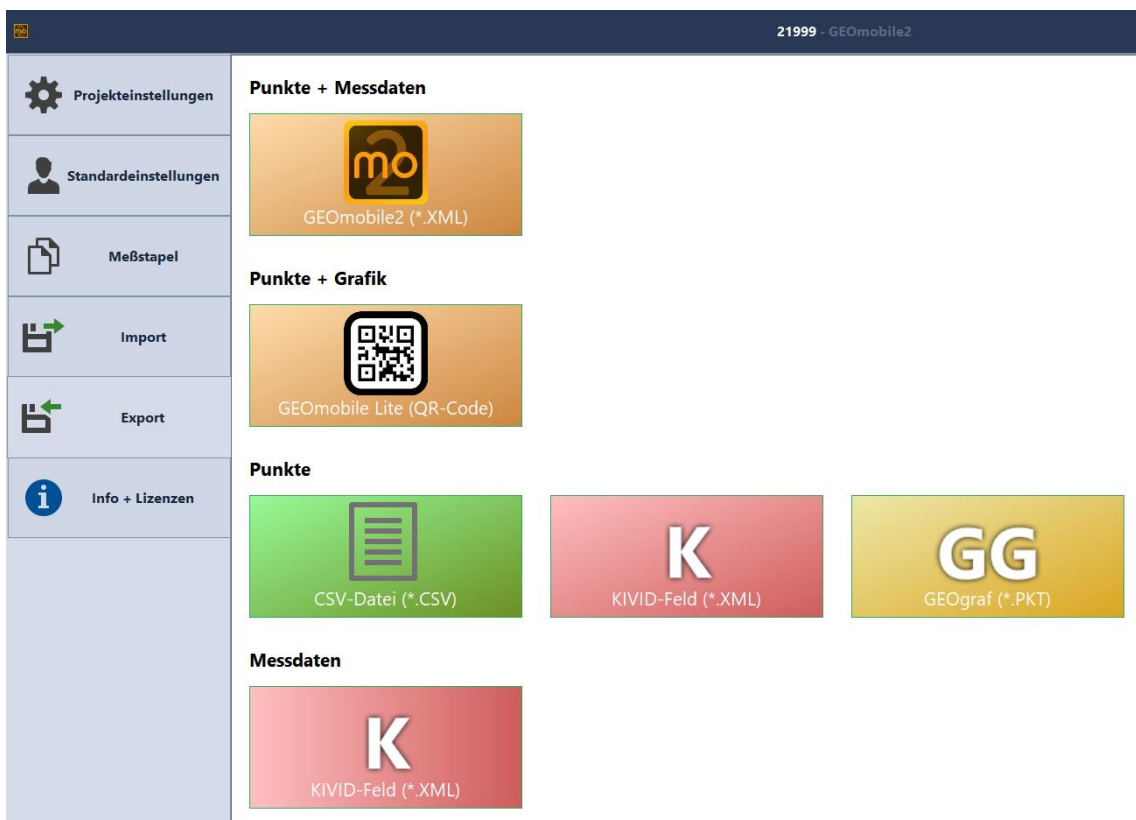 mo
21999 - GEOmobile2
Projekteinstellungen
Standardeinstellungen
Meßstapel
Import
Export
Info + Lizenzen
Punkte + Messdaten
2
mo
GEOmobile2 (*.XML)
Punkte + Grafik
GEOmobile Lite (QR-Code)
Punkte
CSV-Datei (*.CSV)
K
KIVID-Feld (*.XML)
GG
GEOgraf (*.PKT)
Messdaten
K
KIVID-Feld (*.XML)